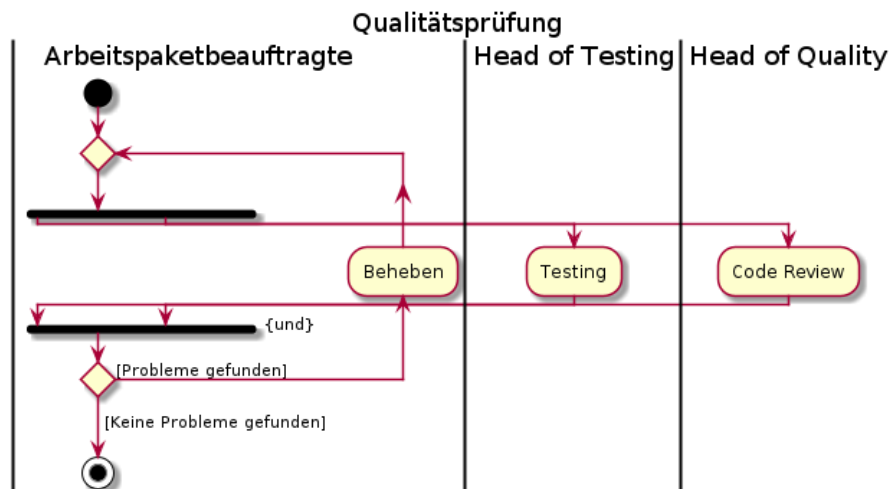 Qualitätsprüfung
Arbeitspaketbeauftragte
Head of Testing
Head of Quality
Beheben
Testing
Code Review
{und}
[Probleme gefunden]
[Keine Probleme gefunden]